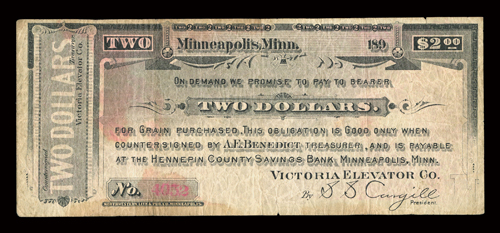 TWO
Minneapolis, Minn. 189
$2.00
ON DEMAND WE PROMISE TO PAY TO BEARER
TWO DOLLARS.
FOR GRAIN PURCHASED. THIS OBLIGATION IS GOOD ONLY WHEN
COUNTERSIGNED BY A.E. BENEDICT TREASURER, AND IS PAYABLE
AT THE HENNEPIN COUNTY SAVINGS BANK, MINNEAPOLIS, MINN.
VICTORIA ELEVATOR CO.
No. 4952
By S S Cargill
President.
Countersigned
TWO DOLLARS
Victoria Elevator Co.